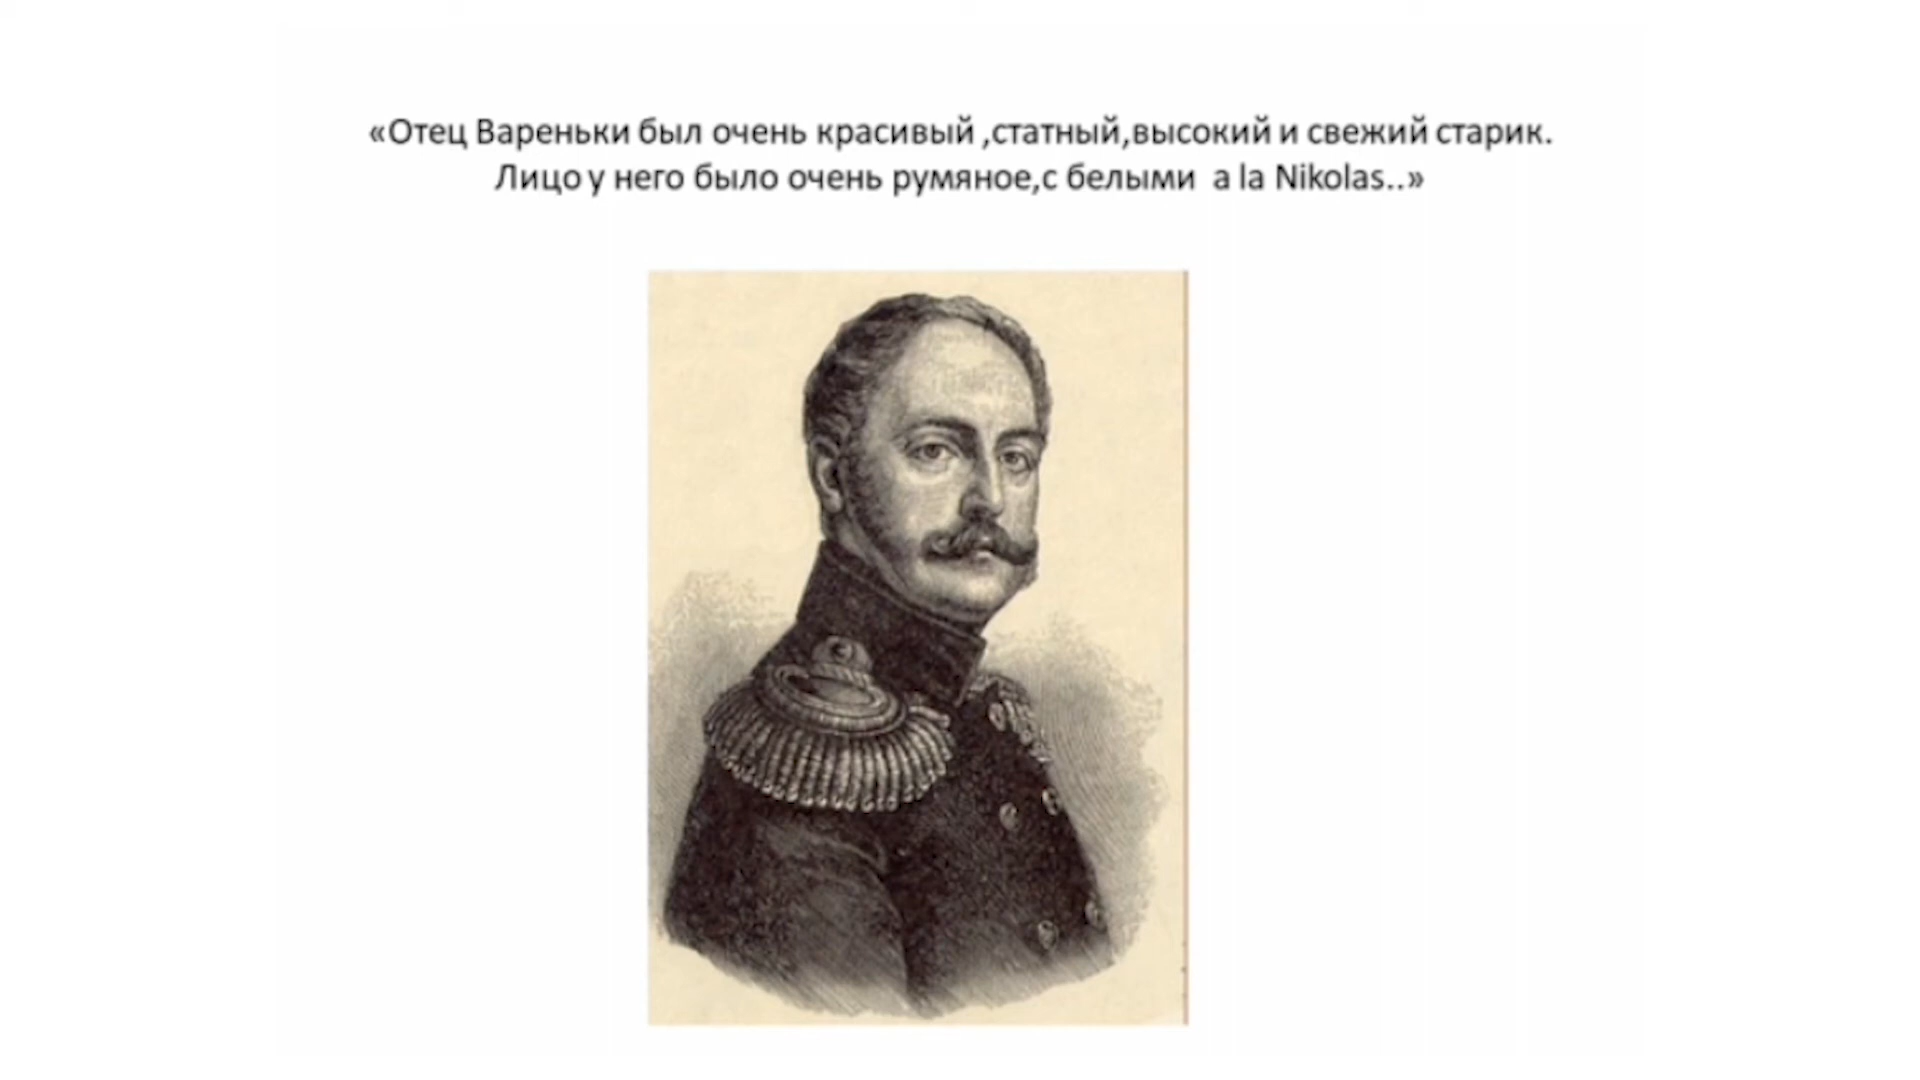 «Отец Вареньки был очень красивый ,статный,высокий и свежий старик.
Лицо у него было очень румяное,с белыми  a la Nikolas..»